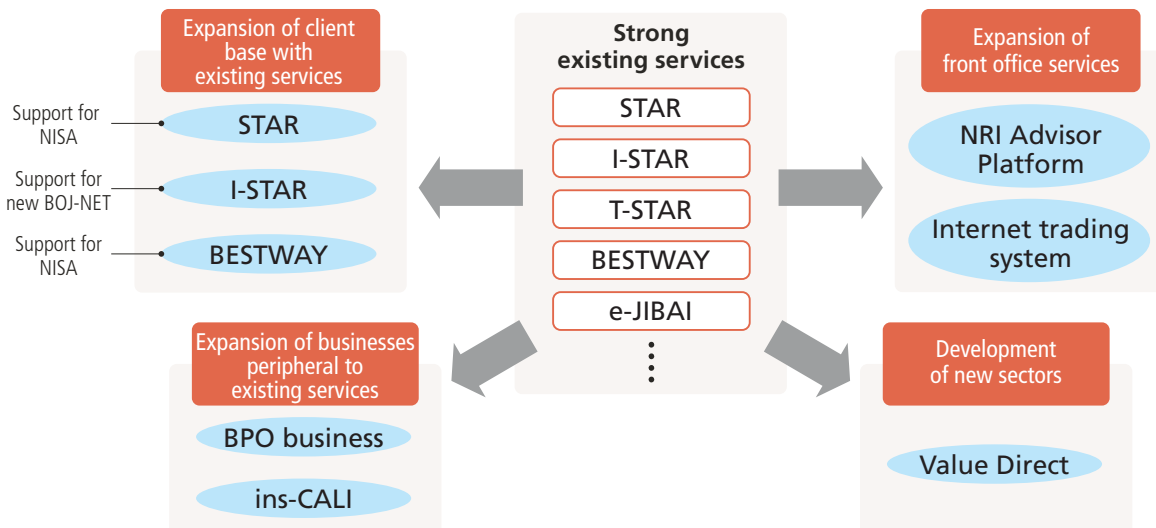 Expansion of client
base with
existing services
Support for
NISA
STAR
Support for
new BOJ-NET
I-STAR
Support for
NISA
BESTWAY
Strong
existing services
STAR
I-STAR
T-STAR
BESTWAY
e-JIBAI
Expansion of
front office services
NRI Advisor
Platform
Internet trading
system
Expansion of businesses
peripheral to
existing services
BPO business
ins-CALI
Development
of new sectors
Value Direct